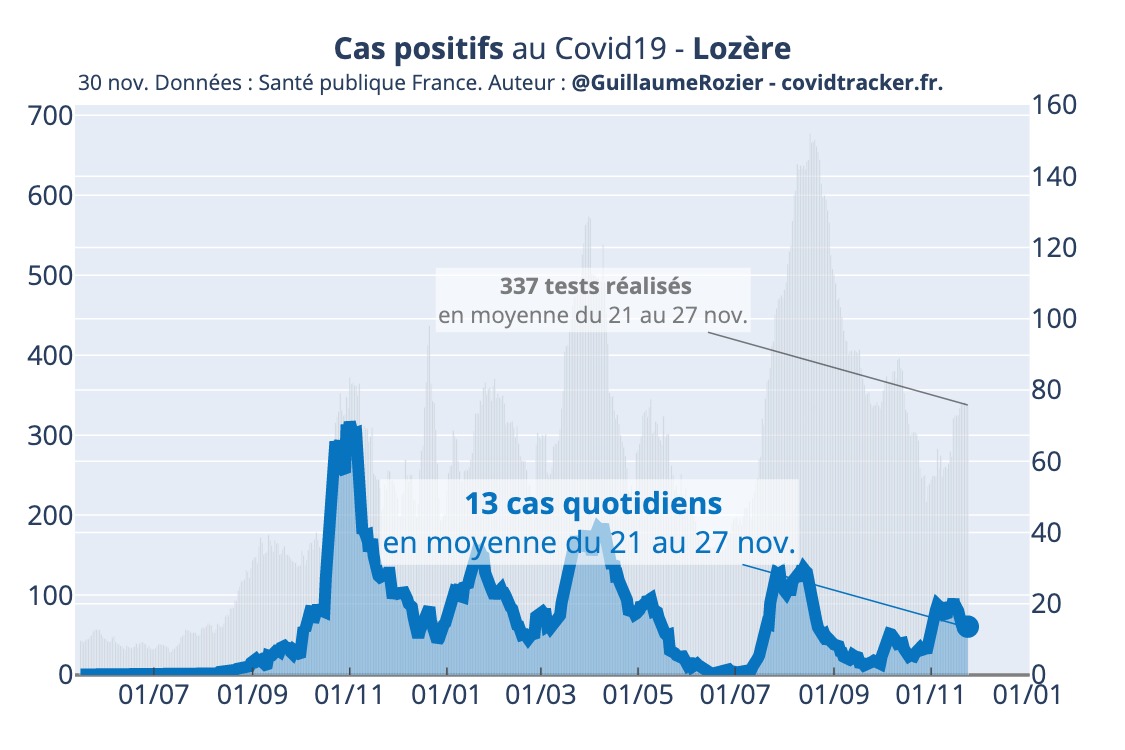 Cas positifs au Covid19 - Lozère
30 nov. Données : Santé publique France. Auteur : @GuillaumeRozier - covidtracker.fr.
700
600
500
400
300
200
100
0
160
140
120
100
80
60
40
20
0
337 tests réalisés
en moyenne du 21 au 27 nov.
13 cas quotidiens
en moyenne du 21 au 27 nov.
01/07 01/09 01/11 01/01 01/03 01/05 01/07 01/09 01/11 01/01